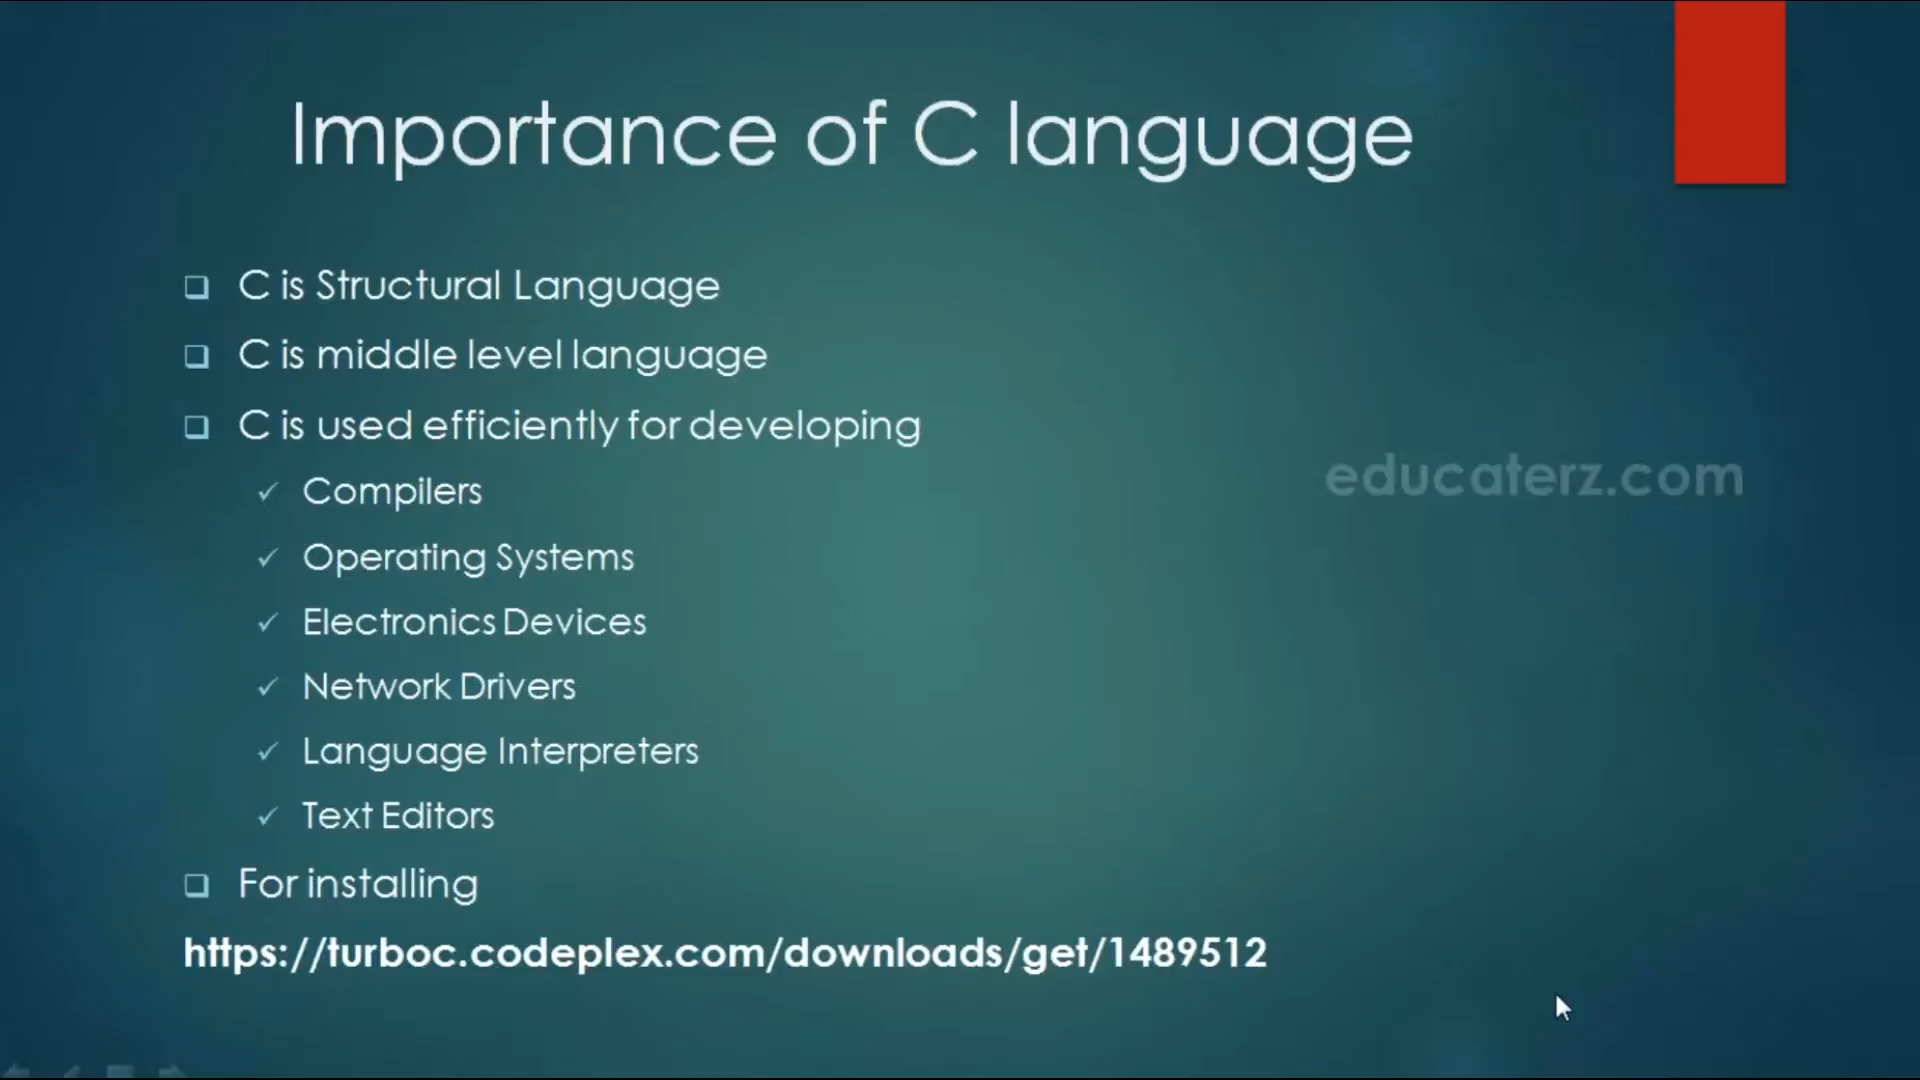 Importance of C language
C is Structural Language
C is middle level language
C is used efficiently for developing
Compilers
Operating Systems
Electronics Devices
Network Drivers
Language Interpreters
Text Editors
For installing
https://turboc.codeplex.com/downloads/get/1489512
educaterz.com